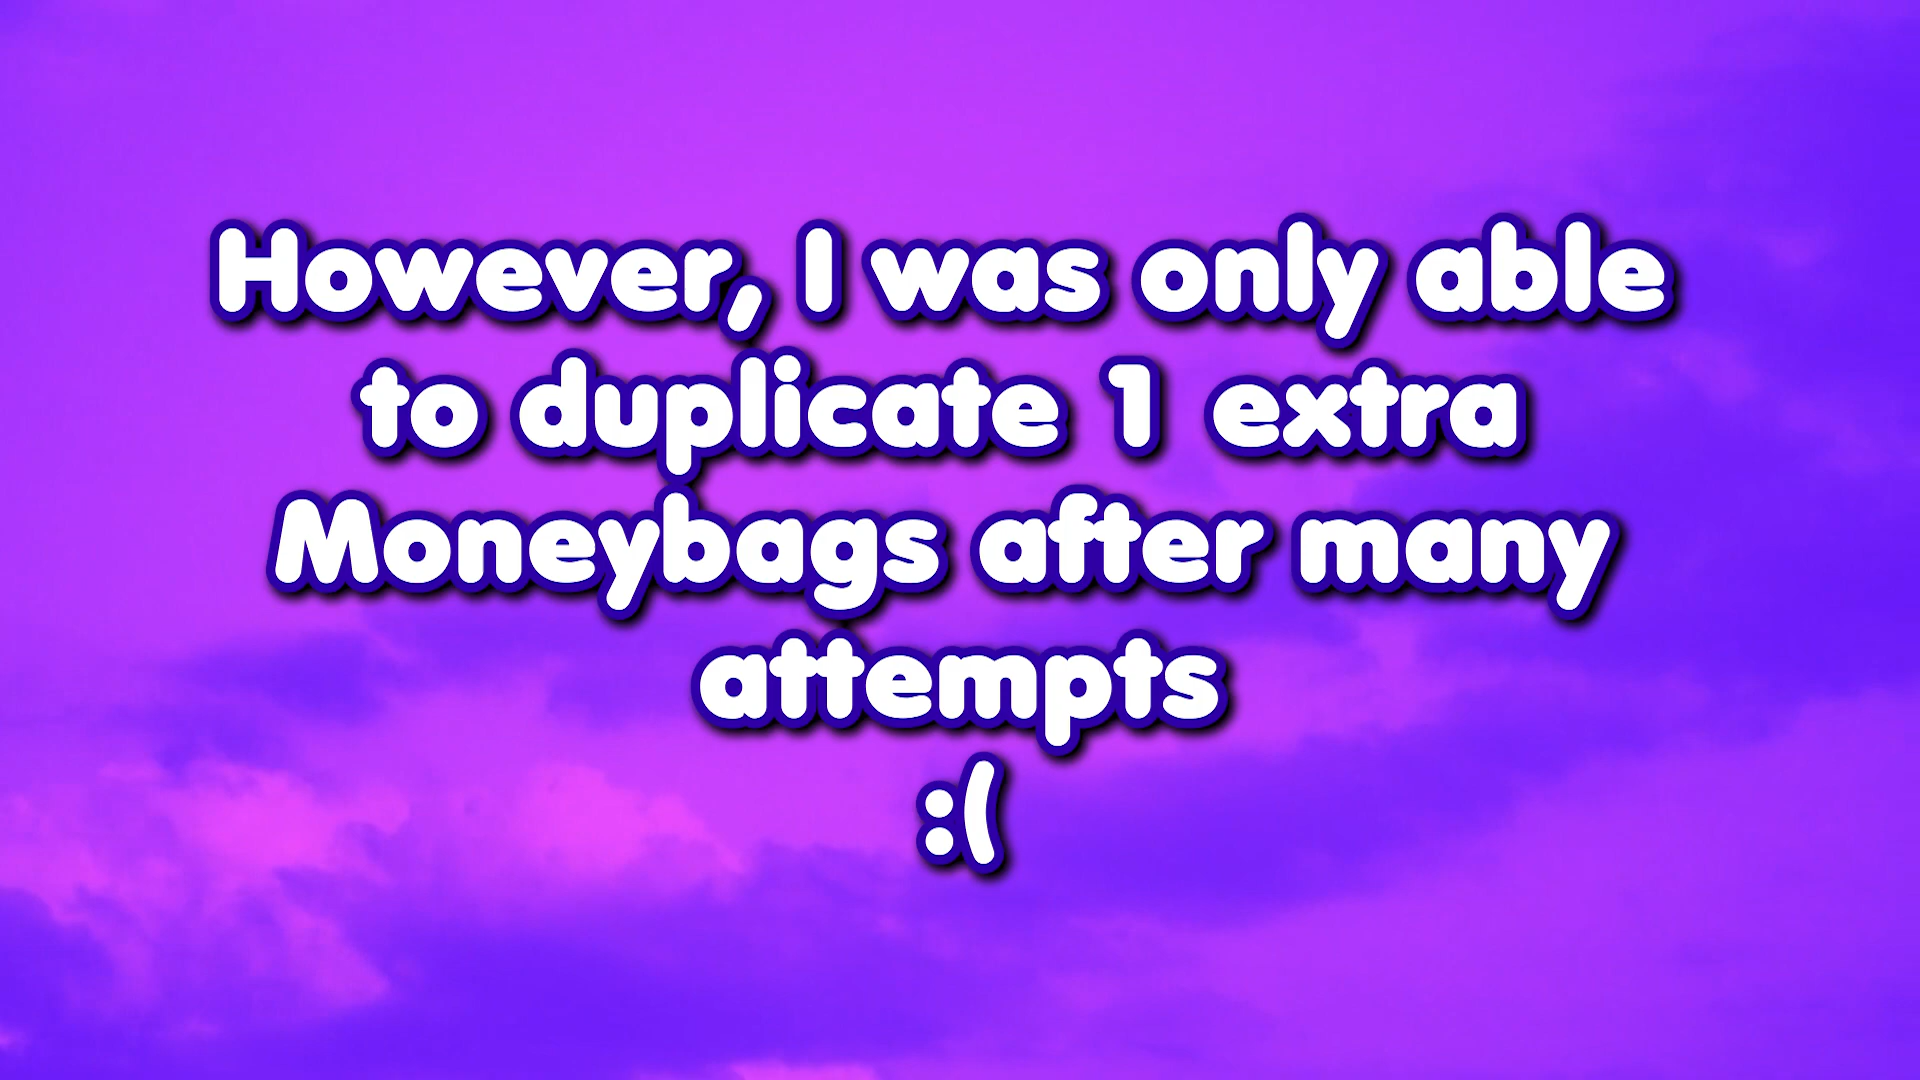 However, I was only able
to duplicate 1 extra
Moneybags after many
attempts
:(